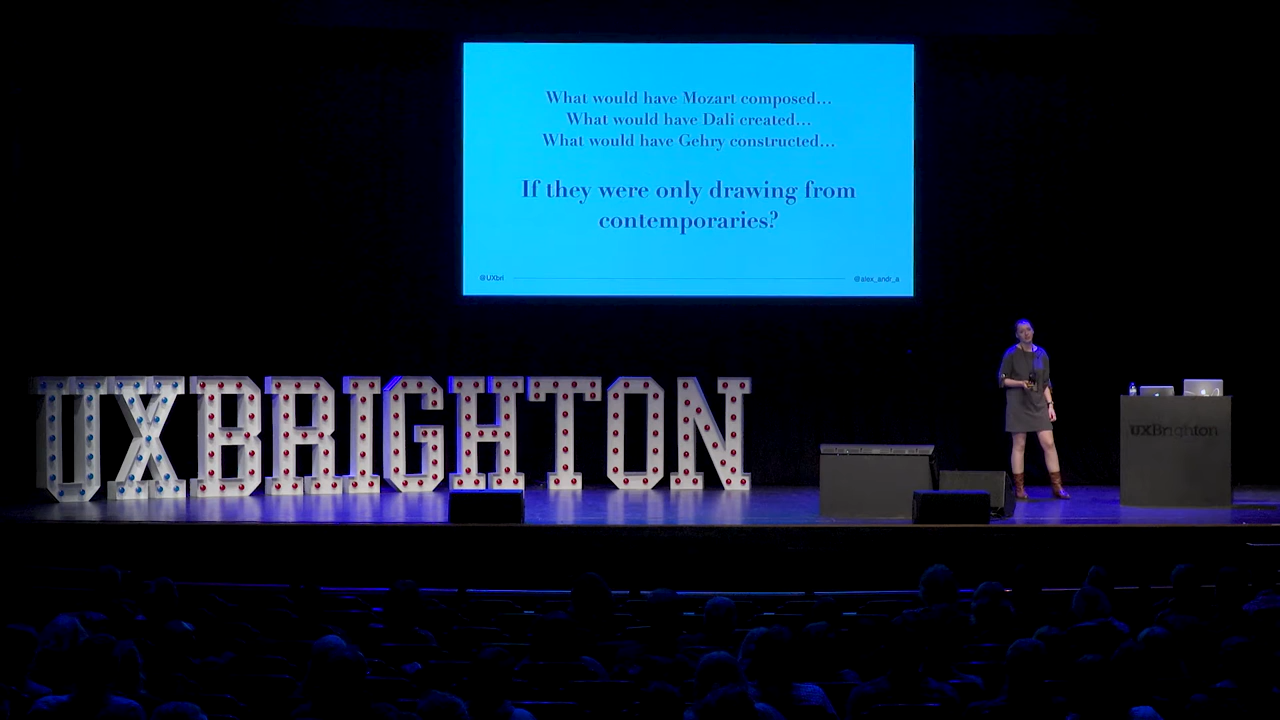 What would have Mozart composed...
What would have Dali created...
What would have Gehry constructed...
If they were only drawing from
contemporaries?
@UXbri
@alex_andr_a
UXBRIGHTON
UXBrighton